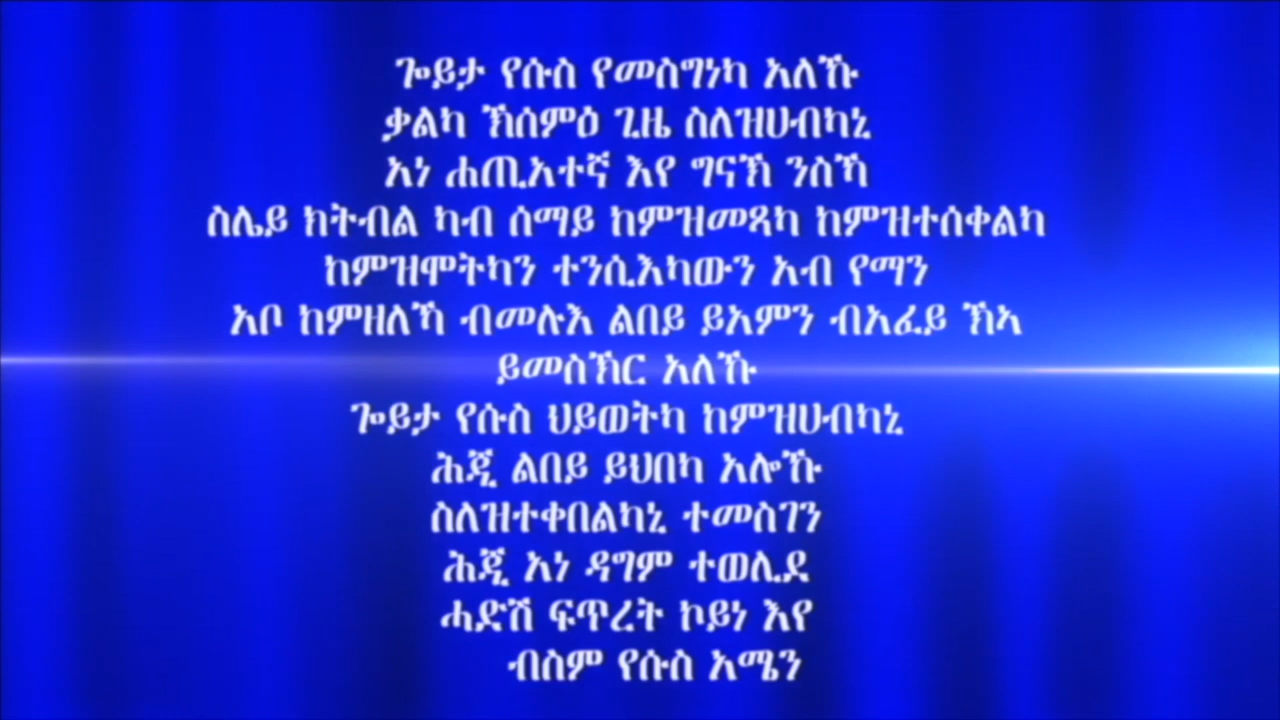 ጐይታ የሱስ የመስግነካ አለኹ
ቃልካ ኽሰምዕ ጊዜ ስለዝሀብካኒ
አነ ሐጢአተኛ እየ ግናኽ ንስኻ
ስሌይ ክትብል ካብ ሰማይ ከምዝመጻካ ከምዝተሰቀልካ
ከምዝሞትካን ተንሲእካውን አብ የማን
አቦ ከምዘለኻ ብመሉእ ልበይ ይአምን ብአፈይ ኽኣ
ይመስኽር አለኹ
ጐይታ የሱስ ህይወትካ ከምዝሀብካኒ
ሕጂ ልበይ ይህበካ አሎኹ
ስለዝተቀበልካኒ ተመስገን
ሕጂ አነ ዳግም ተወሊደ
ሓድሽ ፍጥረት ኮይነ እየ
ብስም የሱስ አሜን